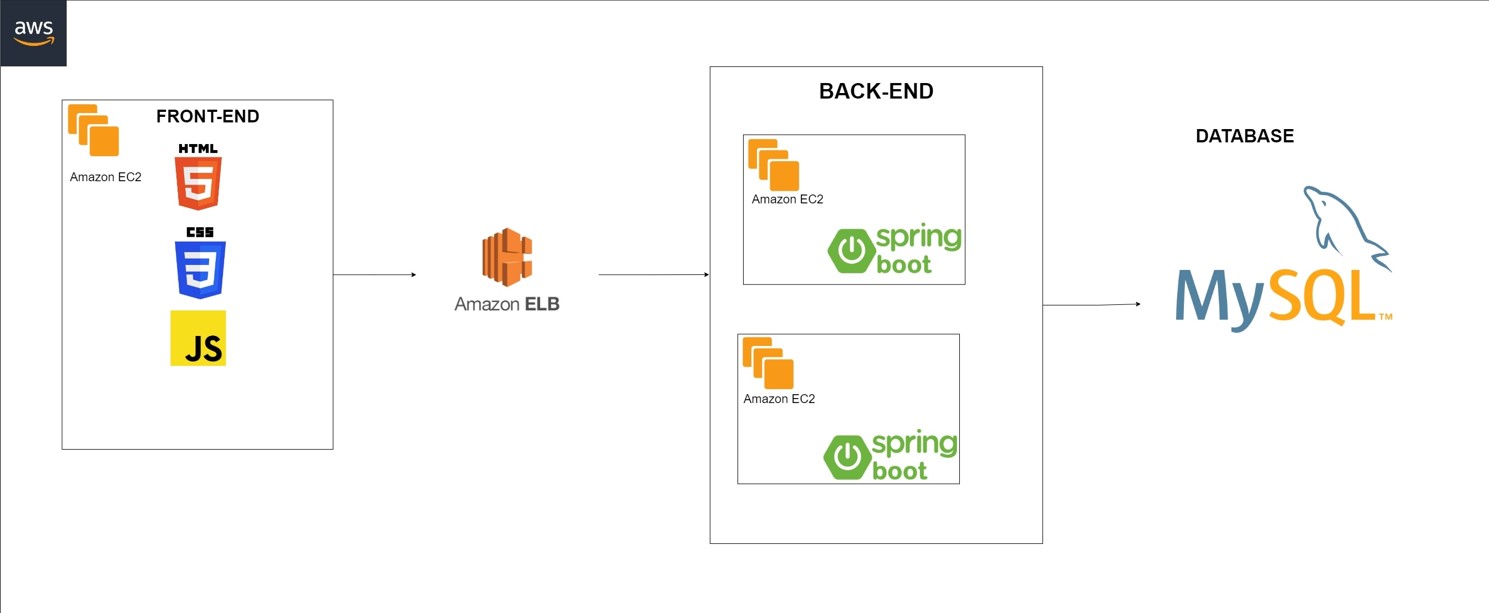 aws
FRONT-END
Amazon EC2
HTML
5
CSS
3
JS
Amazon ELB
BACK-END
Amazon EC2
spring
boot
Amazon EC2
spring
boot
DATABASE
MySQL™